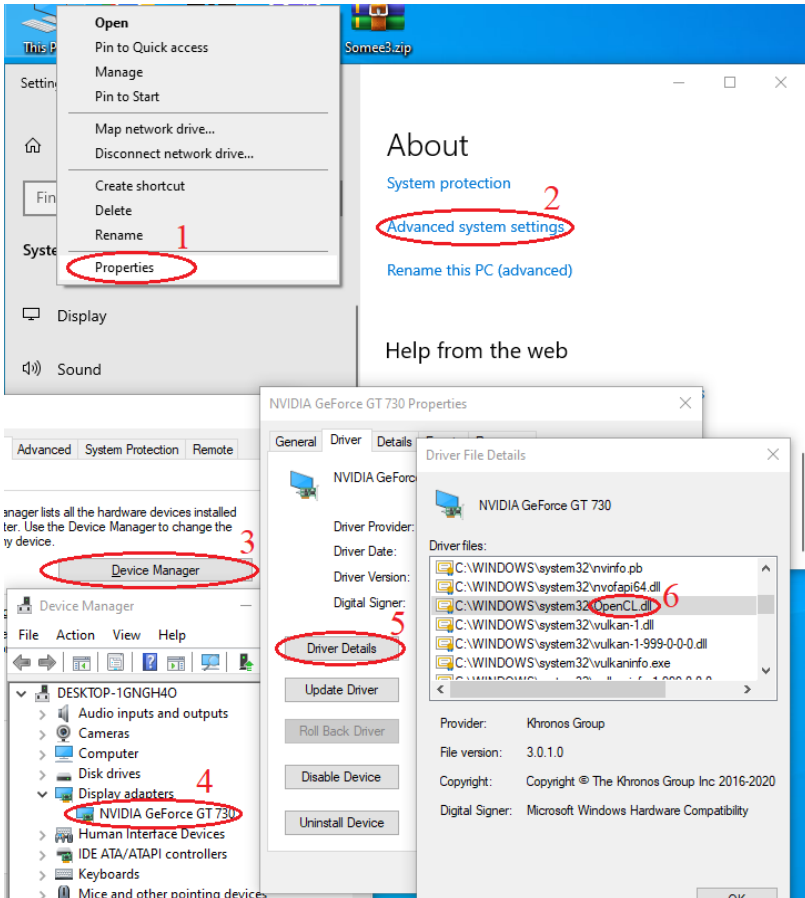 This P
Somee3.zip
Open
Pin to Quick access
Manage
Pin to Start
Map network drive...
Disconnect network drive...
Create shortcut
Delete
Rename
1
Properties
Settin
Fin
Syste
Display
Sound
About
System protection
2
Advanced system settings
Rename this PC (advanced)
Help from the web
Advanced System Protection Remote
anager lists all the hardware devices installed
ter. Use the Device Manager to change the
ny device.
3
Device Manager
Device Manager
File Action View Help
DESKTOP-1GNGH4O
Audio inputs and outputs
Cameras
Computer
Disk drives
4
Display adapters
NVIDIA GeForce GT 730
Human Interface Devices
IDE ATA/ATAPI controllers
Keyboards
Mice and other pointing devices
NVIDIA GeForce GT 730 Properties
General Driver Details
NVIDIA GeForc
Driver Provider:
Driver Date:
Driver Version:
Digital Signer:
5
Driver Details
Update Driver
Roll Back Driver
Disable Device
Uninstall Device
Driver File Details
NVIDIA GeForce GT 730
Driver files:
C:\WINDOWS\system32\nvinfo.pb
C:\WINDOWS\system32\nvofapi64.dll
C:\WINDOWS\system32\OpenCL.dll
6
C:\WINDOWS\system32\vulkan-1.dll
C:\WINDOWS\system32\vulkan-1-999-0-0-0.dll
C:\WINDOWS\system32\vulkaninfo.exe
Provider: Khronos Group
File version: 3.0.1.0
Copyright: Copyright © The Khronos Group Inc 2016-2020
Digital Signer: Microsoft Windows Hardware Compatibility
OK